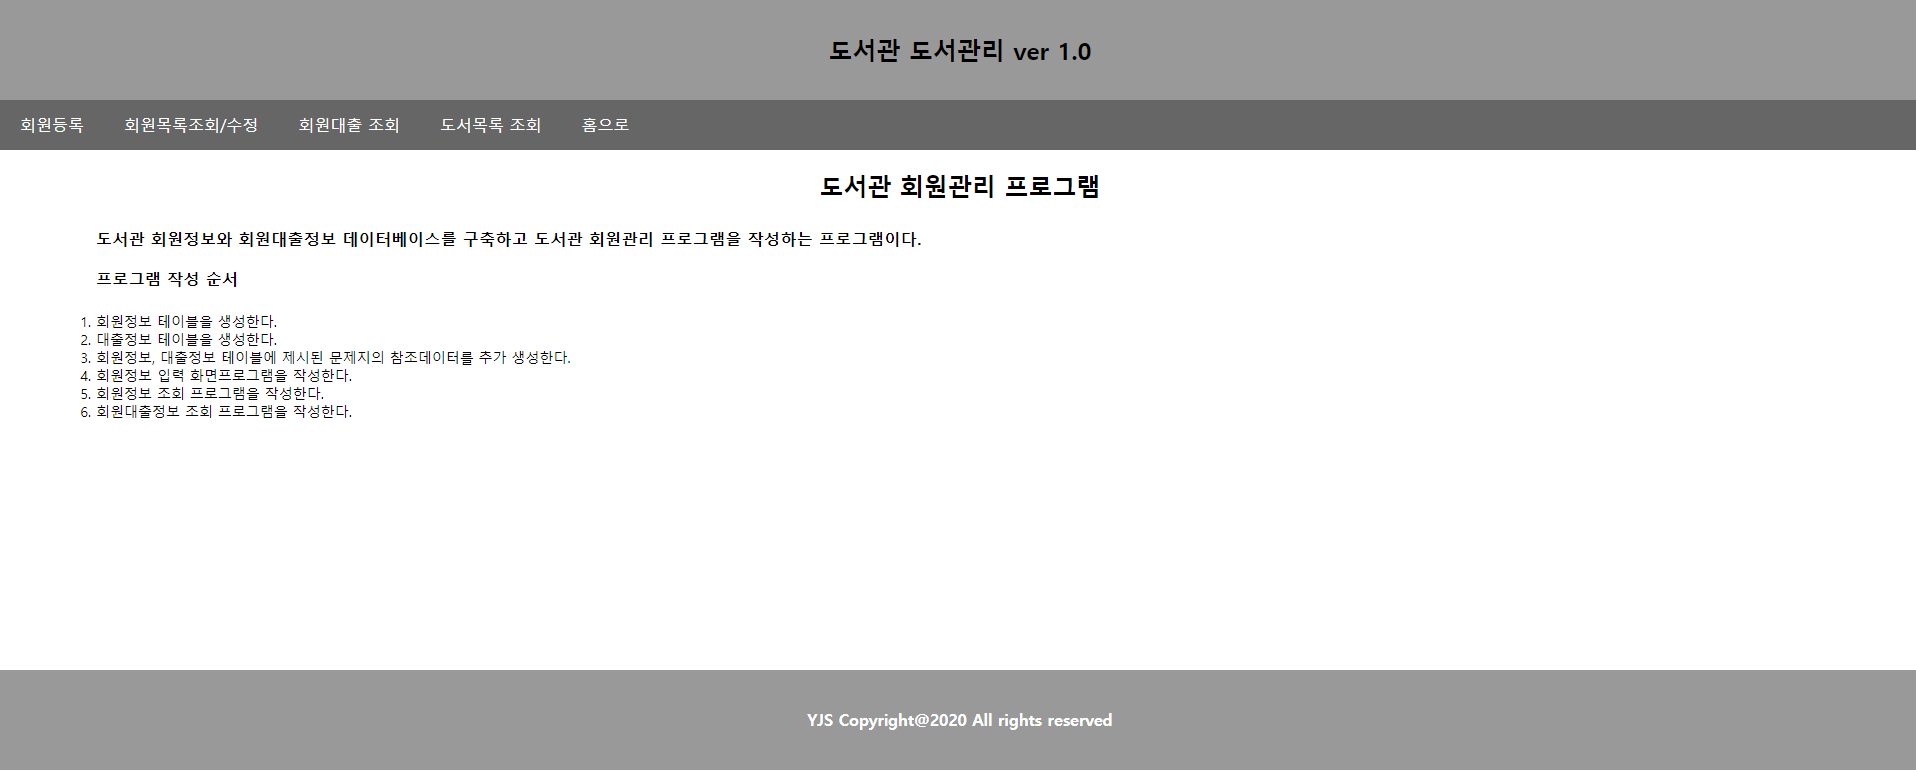 도서관 도서관리 ver 1.0
회원등록 회원목록조회/수정 회원대출 조회 도서목록 조회 홈으로
도서관 회원관리 프로그램
도서관 회원정보와 회원대출정보 데이터베이스를 구축하고 도서관 회원관리 프로그램을 작성하는 프로그램이다.
프로그램 작성 순서
1. 회원정보 테이블을 생성한다.
2. 대출정보 테이블을 생성한다.
3. 회원정보, 대출정보 테이블에 제시된 문제지의 참조데이터를 추가 생성한다.
4. 회원정보 입력 화면프로그램을 작성한다.
5. 회원정보 조회 프로그램을 작성한다.
6. 회원대출정보 조회 프로그램을 작성한다.
YJS Copyright@2020 All rights reserved